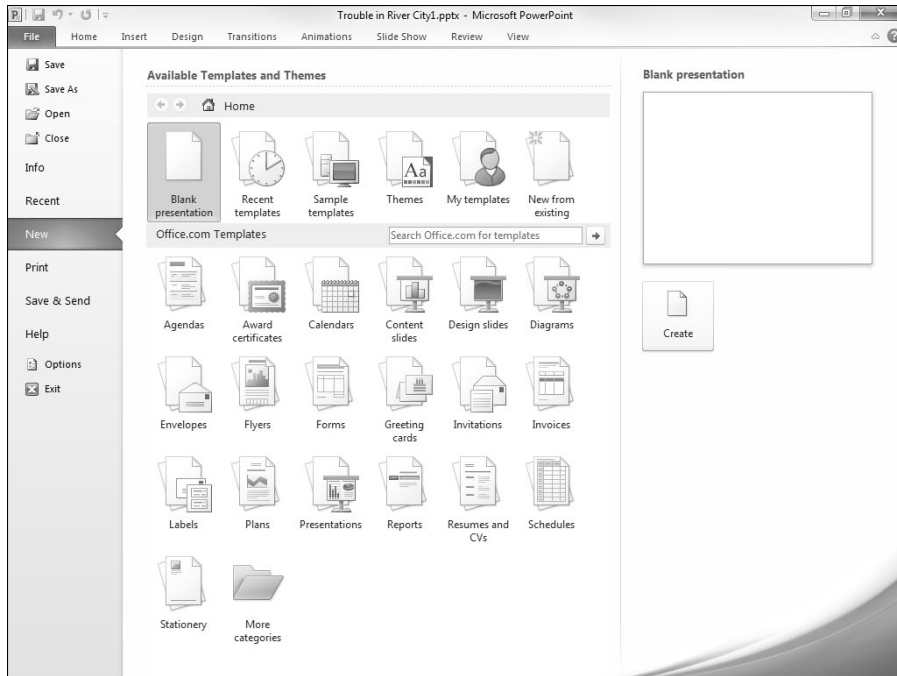 P Trouble in River City1.pptx - Microsoft PowerPoint
File Home Insert Design Transitions Animations Slide Show Review View
Save
Save As
Open
Close
Info
Recent
New
Print
Save & Send
Help
Options
Exit
Available Templates and Themes
Home
Blank presentation
Recent templates
Sample templates
Aa
Themes
My templates
New from existing
Office.com Templates
Search Office.com for templates
Agendas
Award certificates
Calendars
Content slides
Design slides
Diagrams
Envelopes
Flyers
Forms
Greeting cards
Invitations
Invoices
Labels
Plans
Presentations
Reports
Resumes and CVs
Schedules
Stationery
More categories
Blank presentation
Create